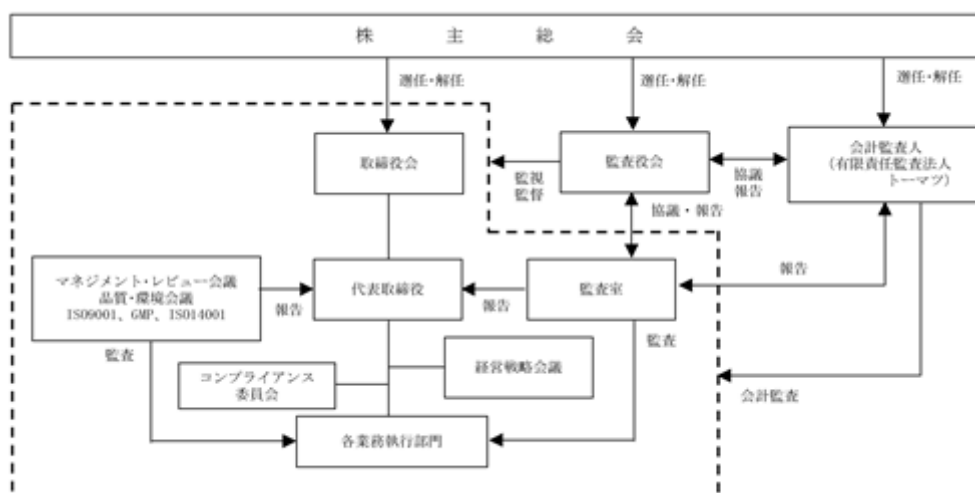 株主総会
選任・解任
選任・解任
選任・解任
取締役会
監視
監督
監査役会
協議
報告
会計監査人
（有限責任監査法人
トーマツ）
協議・報告
マネジメント・レビュー会議
品質・環境会議
ISO9001、GMP、ISO14001
報告
代表取締役
報告
監査室
報告
監査
監査
コンプライアンス
委員会
経営戦略会議
会計監査
各業務執行部門